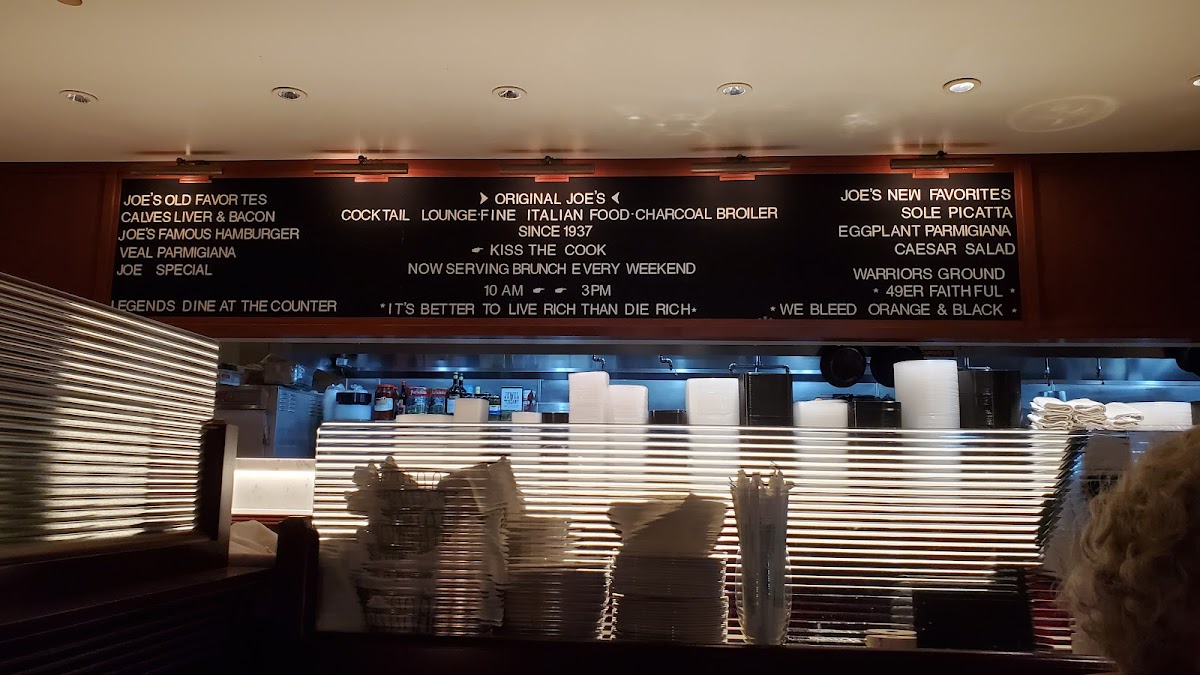 JOE'S OLD FAVORITES
CALVES LIVER & BACON
JOE'S FAMOUS HAMBURGER
VEAL PARMIGIANA
JOE SPECIAL
LEGENDS DINE AT THE COUNTER
ORIGINAL JOE'S
COCKTAIL LOUNGE·FINE ITALIAN FOOD·CHARCOAL BROILER
SINCE 1937
☛ KISS THE COOK
NOW SERVING BRUNCH EVERY WEEKEND
10 AM ☛ ☛ 3PM
*IT'S BETTER TO LIVE RICH THAN DIE RICH*
JOE'S NEW FAVORITES
SOLE PICATTA
EGGPLANT PARMIGIANA
CAESAR SALAD
WARRIORS GROUND
* 49ER FAITHFUL *
*WE BLEED ORANGE & BLACK *